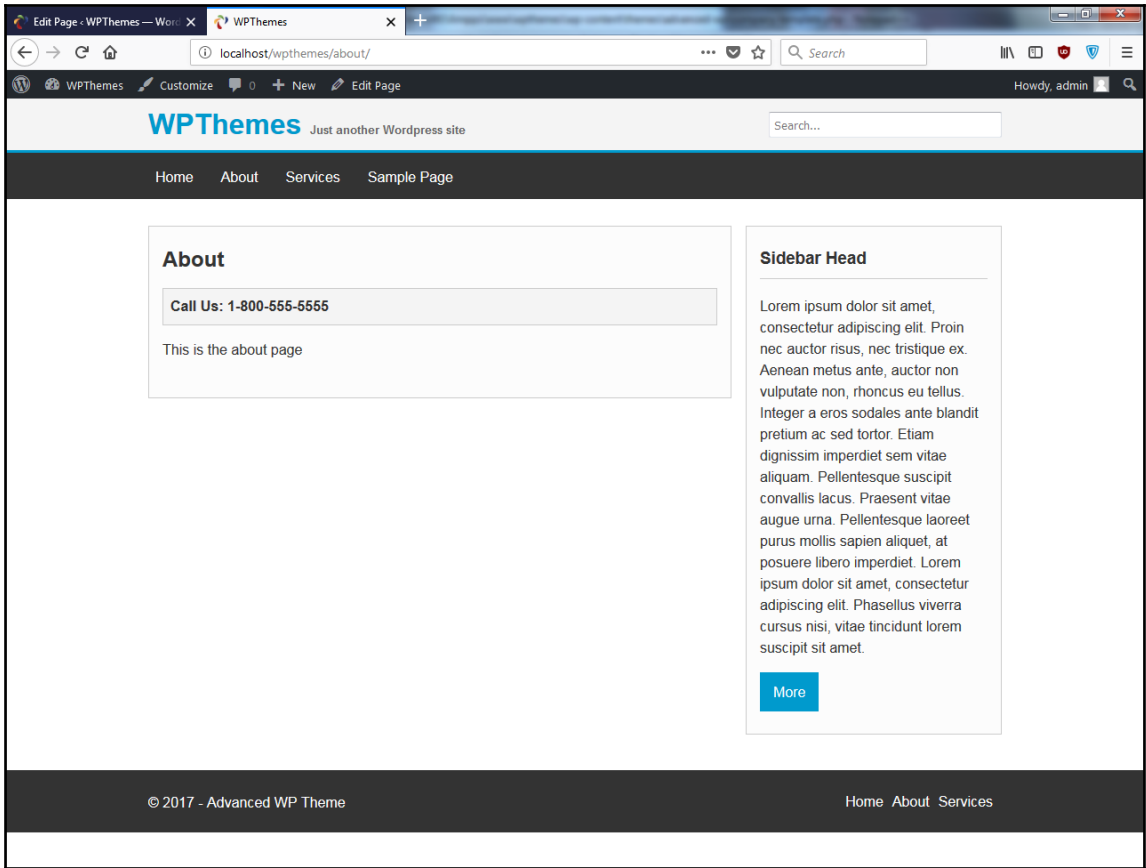 Edit Page ‹ WPThemes — Word
WPThemes
localhost/wpthemes/about/
Search
WPThemes Customize 0 New Edit Page
Howdy, admin
WPThemes Just another Wordpress site
Search...
Home About Services Sample Page
About
Call Us: 1-800-555-5555
This is the about page
Sidebar Head
Lorem ipsum dolor sit amet,
consectetur adipiscing elit. Proin
nec auctor risus, nec tristique ex.
Aenean metus ante, auctor non
vulputate non, rhoncus eu tellus.
Integer a eros sodales ante blandit
pretium ac sed tortor. Etiam
dignissim imperdiet sem vitae
aliquam. Pellentesque suscipit
convallis lacus. Praesent vitae
augue urna. Pellentesque laoreet
purus mollis sapien aliquet, at
posuere libero imperdiet. Lorem
ipsum dolor sit amet, consectetur
adipiscing elit. Phasellus viverra
cursus nisi, vitae tincidunt lorem
suscipit sit amet.
More
© 2017 - Advanced WP Theme
Home About Services